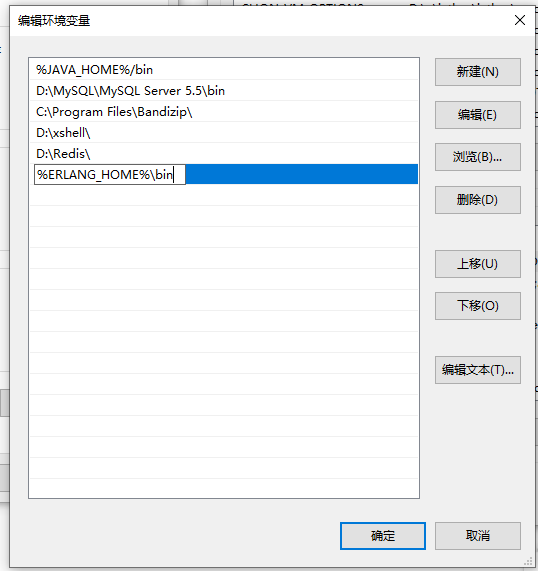 编辑环境变量
%JAVA_HOME%/bin
D:\MySQL\MySQL Server 5.5\bin
C:\Program Files\Bandizip\
D:\xshell\
D:\Redis\
%ERLANG_HOME%\bin
新建(N)
编辑(E)
浏览(B)...
删除(D)
上移(U)
下移(O)
编辑文本(T)...
确定
取消